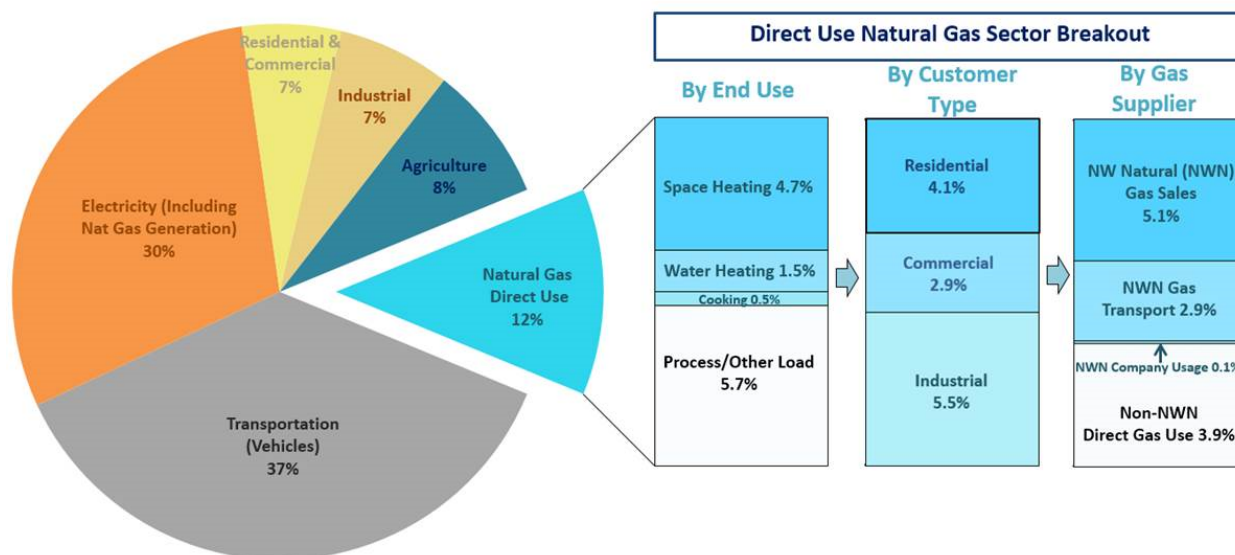 Residential &
Commercial
7%
Industrial
7%
Agriculture
8%
Electricity (Including
Nat Gas Generation)
30%
Natural Gas
Direct Use
12%
Transportation
(Vehicles)
37%
Direct Use Natural Gas Sector Breakout
By End Use
Space Heating 4.7%
Water Heating 1.5%
Cooking 0.5%
Process/Other Load
5.7%
By Customer
Type
Residential
4.1%
Commercial
2.9%
Industrial
5.5%
By Gas
Supplier
NW Natural (NWN)
Gas Sales
5.1%
NWN Gas
Transport 2.9%
NWN Company Usage 0.1%
Non-NWN
Direct Gas Use 3.9%